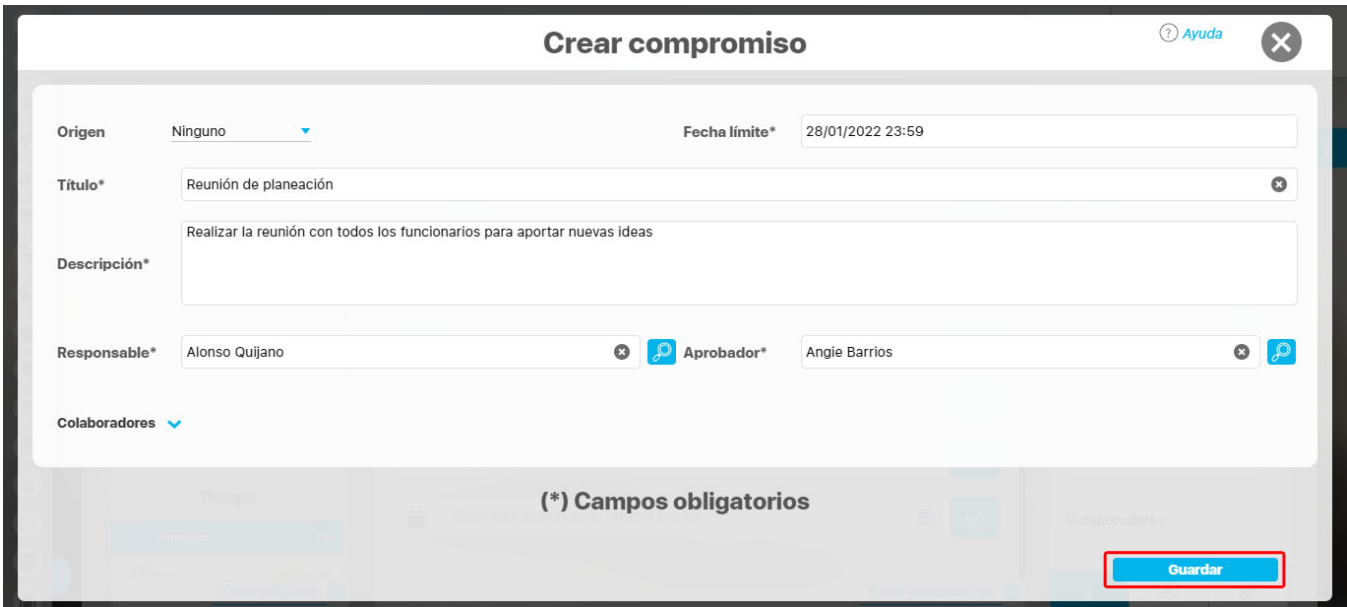 Crear compromiso
? Ayuda
Origen Ninguno Fecha límite* 28/01/2022 23:59
Título* Reunión de planeación
Descripción* Realizar la reunión con todos los funcionarios para aportar nuevas ideas
Responsable* Alonso Quijano Aprobador* Angie Barrios
Colaboradores
Tiempo
(*) Campos obligatorios
Colaboradores
Guardar